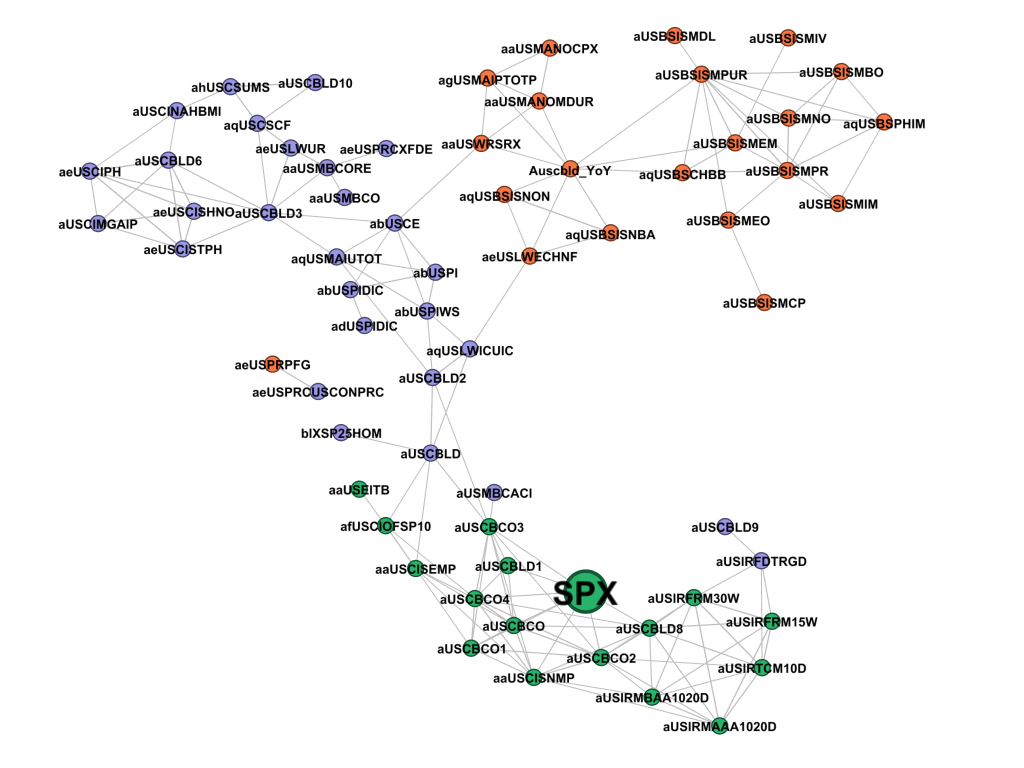 aUSBSISMDL
aUSBSISMIV
aaUSMANOCPX
aUSBSISMPUR
aUSBSISMBO
agUSMAIPTOTP
ahUSCSUMS
aUSCBLD10
aaUSMANOMDUR
aUSCINAHBMI
aUSBSISMNO
aqUSBSPHIM
aqUSCSCF
aaUSWRSRX
aUSBSISMEM
aeUSLWUR
aeUSPRCXFDE
aUSCBLD6
aaUSMBCORE
Auscbld_YoY
aeUSCIPH
aqUSBSCHBB
aUSBSISMPR
aaUSMBCO
aqUSBSISNON
aUSBSISMIM
aeUSCISHNO
aUSCBLD3
aUSCIMGAIP
abUSCE
aUSBSISMEO
aqUSBSISNBA
aeUSCISTPH
aqUSMAIUTOT
aeUSLWECHNF
abUSPI
abUSPIDIC
aUSBSISMCP
abUSPIWS
adUSPIDIC
aqUSLWICUIC
aeUSPRPFG
aUSCBLD2
aeUSPRCUSCONPRC
blXSP25HOM
aUSCBLD
aaUSEITB
aUSMBCACI
afUSCIOFSP10
aUSCBCO3
aUSCBLD9
aUSIRFDTRGD
aaUSCISEMP
aUSCBLD1
SPX
aUSCBCO4
aUSIRFRM30W
aUSIRFRM15W
aUSCBCO
aUSCBLD8
aUSCBCO1
aUSCBCO2
aUSIRTCM10D
aaUSCISNMP
aUSIRMBAA1020D
aUSIRMAAA1020D